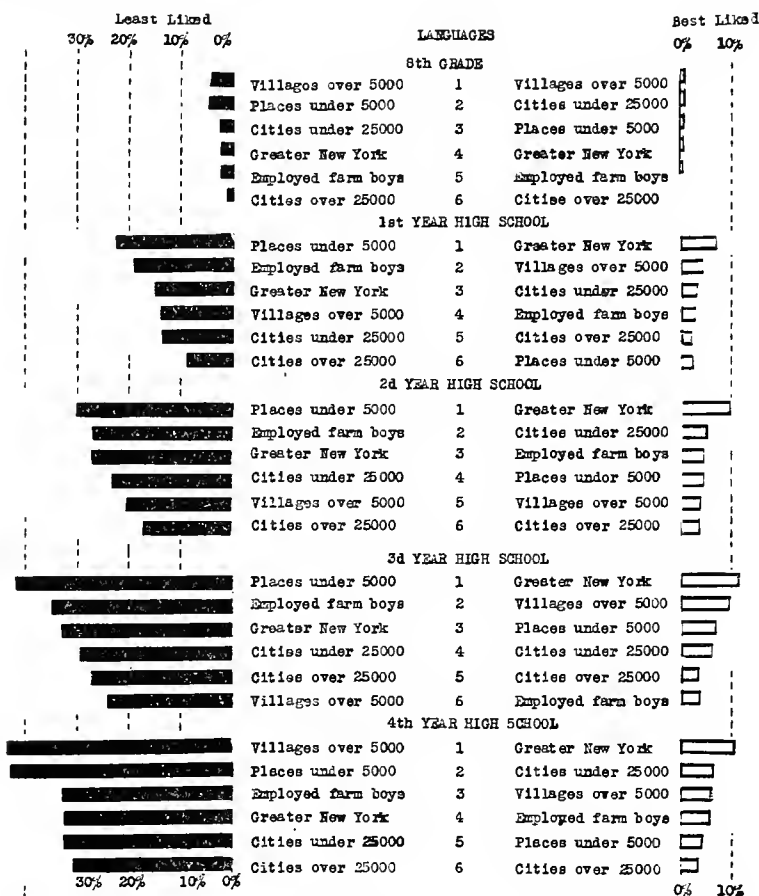 Least Liked Best Liked
30% 20% 10% 0% LANGUAGES 0% 10%
8th GRADE
Villagos over 5000 1 Villages over 5000
Places under 5000 2 Cities under 25000
Cities under 25000 3 Places under 5000
Greater New York 4 Greater New York
Employed farm boys 5 Employed farm boys
Cities over 25000 6 Citise over 25000
1st YEAR HIGH SCHOOL
Places under 5000 1 Greater New York
Employed farm boys 2 Villages over 5000
Greater New York 3 Cities under 25000
Villages over 5000 4 Employed farm boys
Cities under 25000 5 Cities over 25000
Cities over 25000 6 Places under 5000
2d YEAR HIGH SCHOOL
Places under 5000 1 Greater New York
Employed farm boys 2 Cities under 25000
Greater New York 3 Employed farm boys
Cities under 25000 4 Places undor 5000
Villages over 5000 5 Villages over 5000
Cities over 25000 6 Cities over 25000
3d YEAR HIGH SCHOOL
Places under 5000 1 Greater New York
Employed farm boys 2 Villages over 5000
Greater New York 3 Places under 5000
Cities under 25000 4 Cities under 25000
Cities over 25000 5 Cities over 25000
Villages over 5000 6 Employed farm boys
4th YEAR HIGH SCHOOL
Villages over 5000 1 Greater New York
Places under 5000 2 Cities under 25000
Employed farm boys 3 Villages over 5000
Greater New York 4 Employed farm boys
Cities under 25000 5 Places under 5000
Cities over 25000 6 Cities over 25000
30% 20% 10% 0% 0% 10%